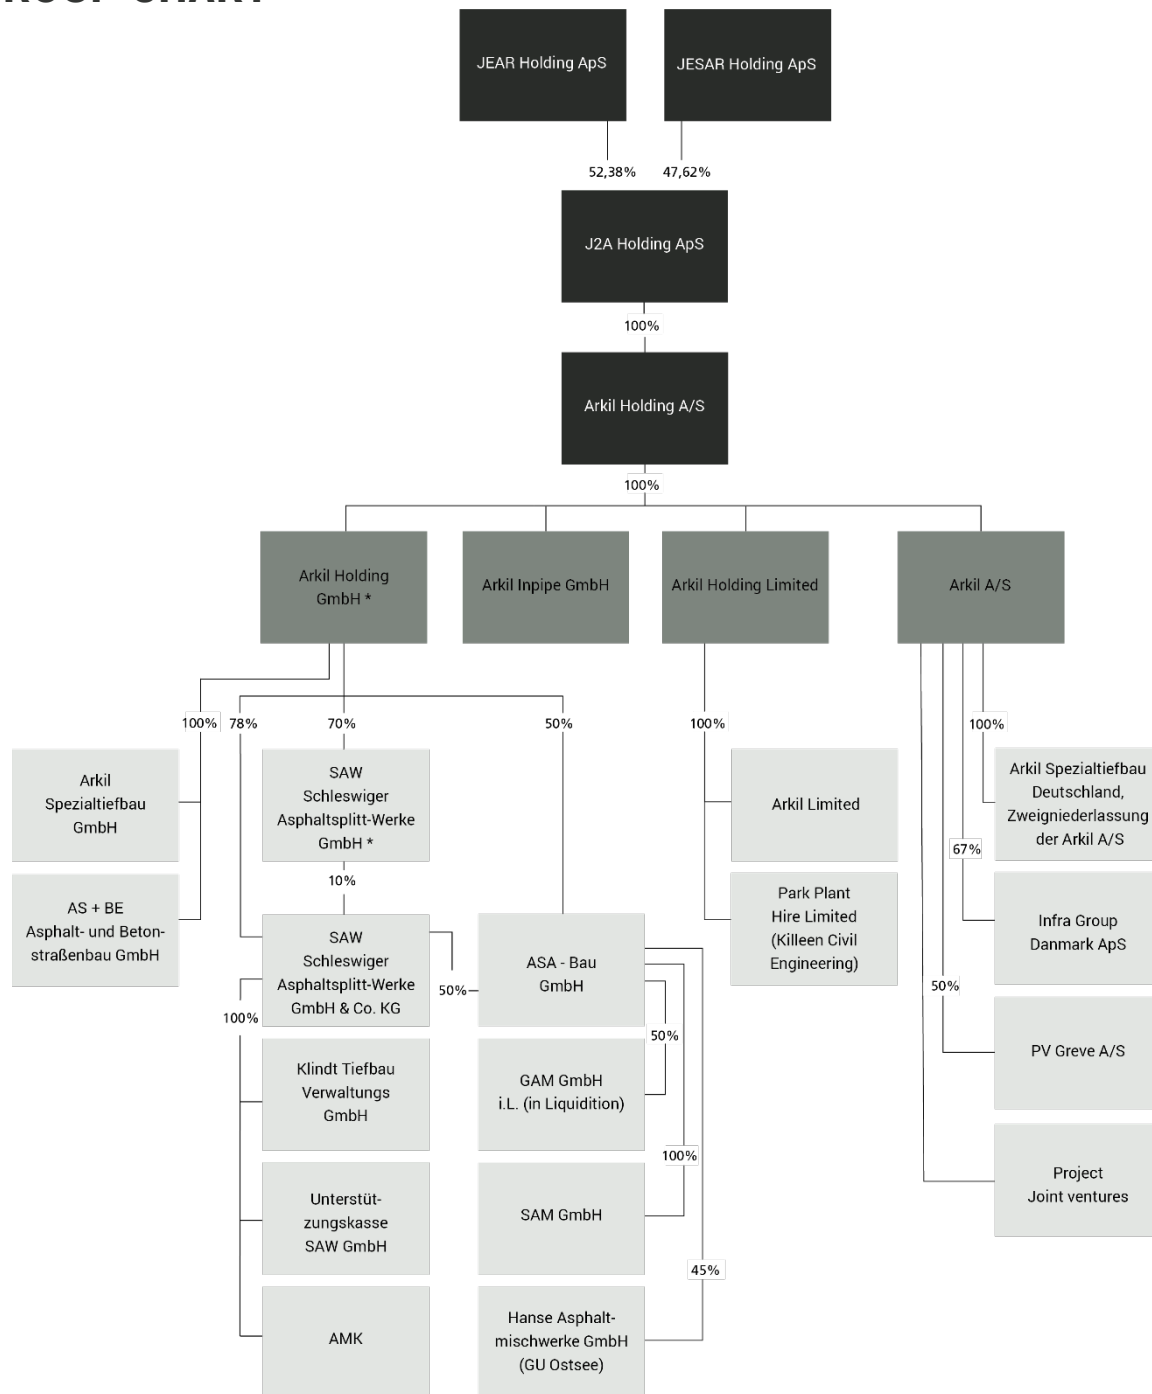 JEAR Holding ApS
JESAR Holding ApS
52,38%
47,62%
J2A Holding ApS
100%
Arkil Holding A/S
100%
Arkil Holding
GmbH *
Arkil Inpipe GmbH
Arkil Holding Limited
Arkil A/S
100%
78%
70%
50%
100%
100%
Arkil
Spezialtiefbau
GmbH
SAW
Schleswiger
Asphaltsplitt-Werke
GmbH *
Arkil Limited
Arkil Spezialtiefbau
Deutschland,
Zweigniederlassung
der Arkil A/S
67%
10%
AS + BE
Asphalt- und Beton-
straßenbau GmbH
SAW
Schleswiger
Asphaltsplitt-Werke
GmbH & Co. KG
50%
ASA - Bau
GmbH
Park Plant
Hire Limited
(Killeen Civil
Engineering)
Infra Group
Danmark ApS
50%
100%
50%
Klindt Tiefbau
Verwaltungs
GmbH
GAM GmbH
i.L. (in Liquidition)
PV Greve A/S
100%
Unterstüt-
zungskasse
SAW GmbH
SAM GmbH
Project
Joint ventures
45%
AMK
Hanse Asphalt-
mischwerke GmbH
(GU Ostsee)